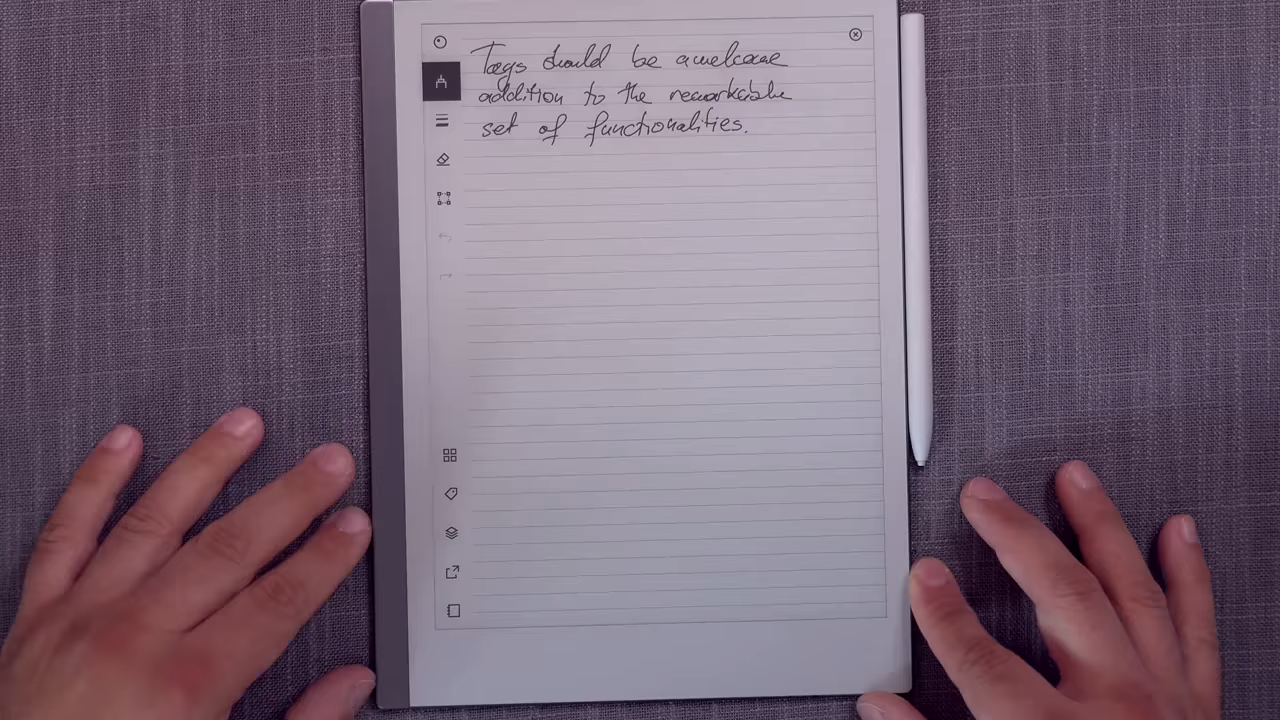 Tags should be a welcome
addition to the remarkable
set of functionalities.